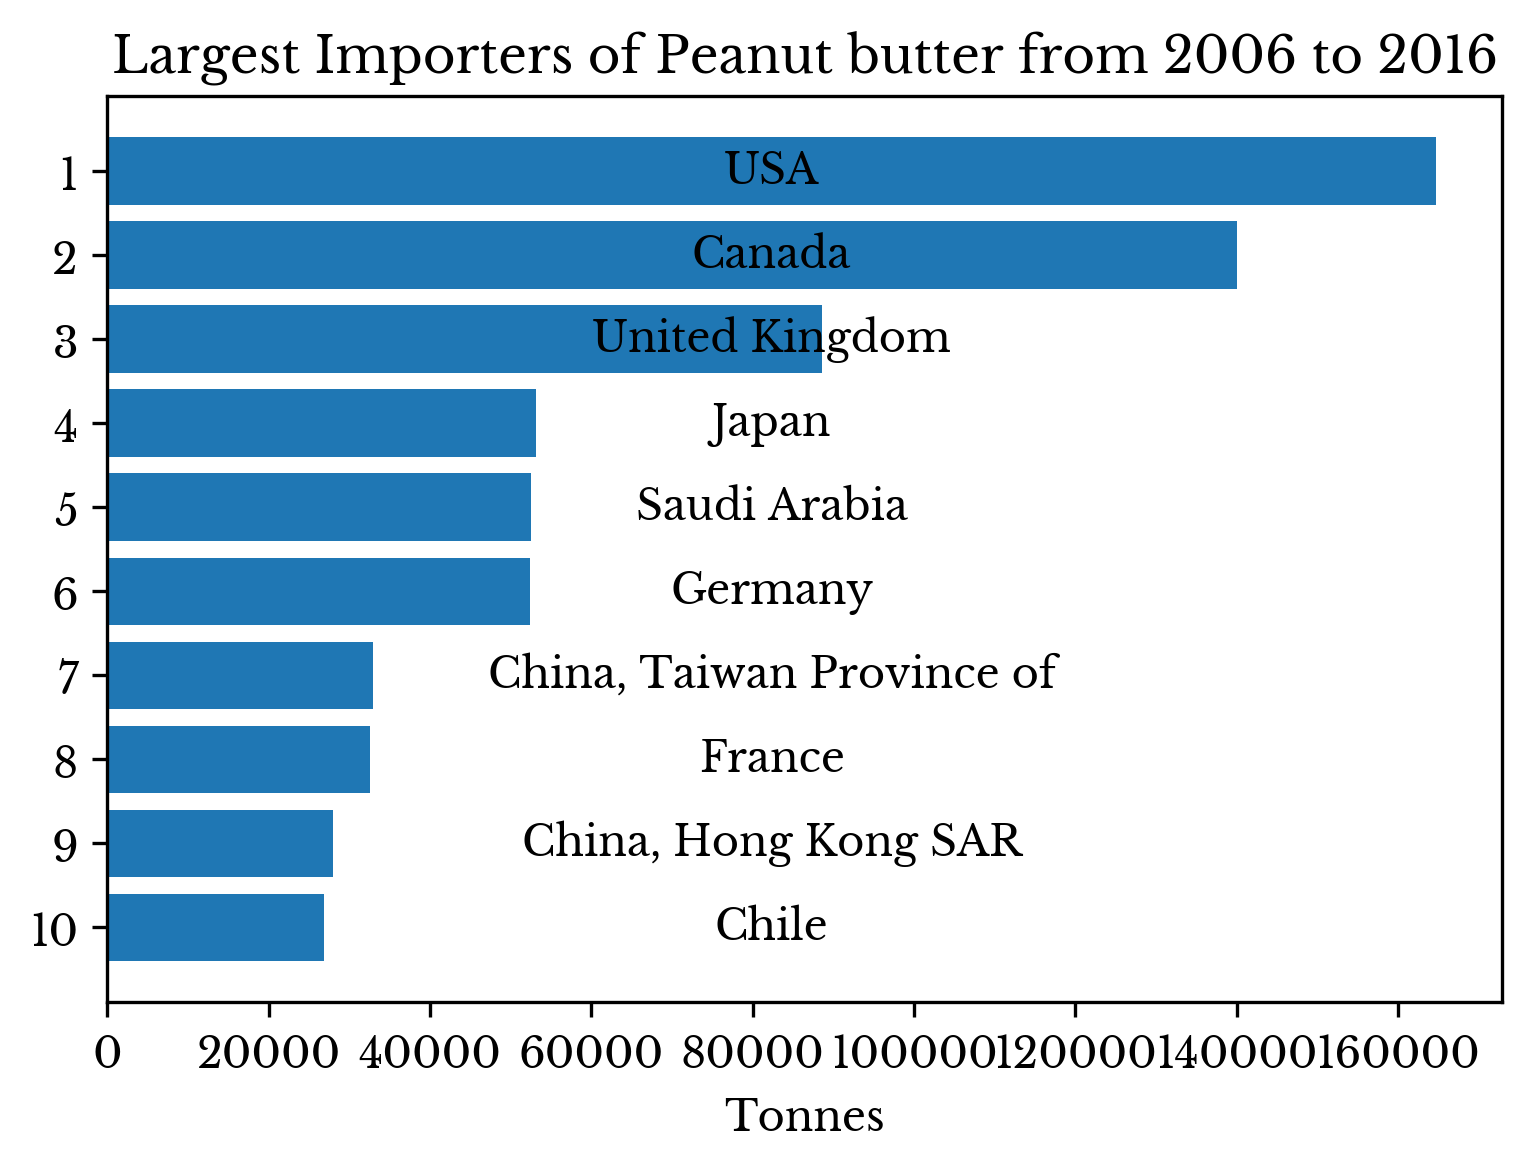 Largest Importers of Peanut butter from 2006 to 2016
1 USA
2 Canada
3 United Kingdom
4 Japan
5 Saudi Arabia
6 Germany
7 China, Taiwan Province of
8 France
9 China, Hong Kong SAR
10 Chile
0 20000 40000 60000 80000 100000 120000 140000 160000
Tonnes